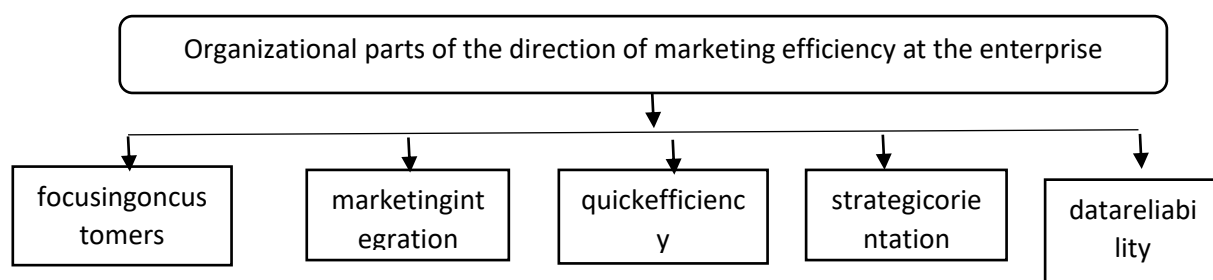 Organizational parts of the direction of marketing efficiency at the enterprise
focusingoncus
tomers
marketingint
egration
quickefficienc
y
strategicorie
ntation
datareliabi
lity